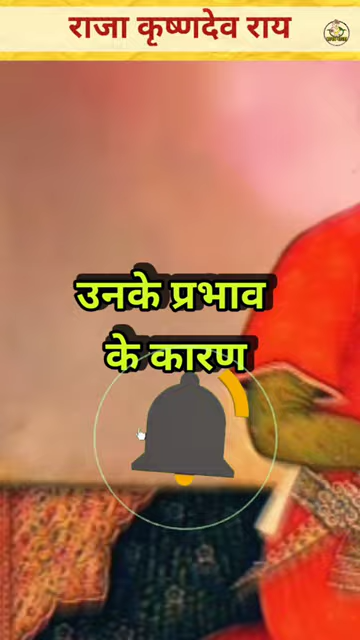 राजा कृष्णदेव राय
उनके प्रभाव
के कारण